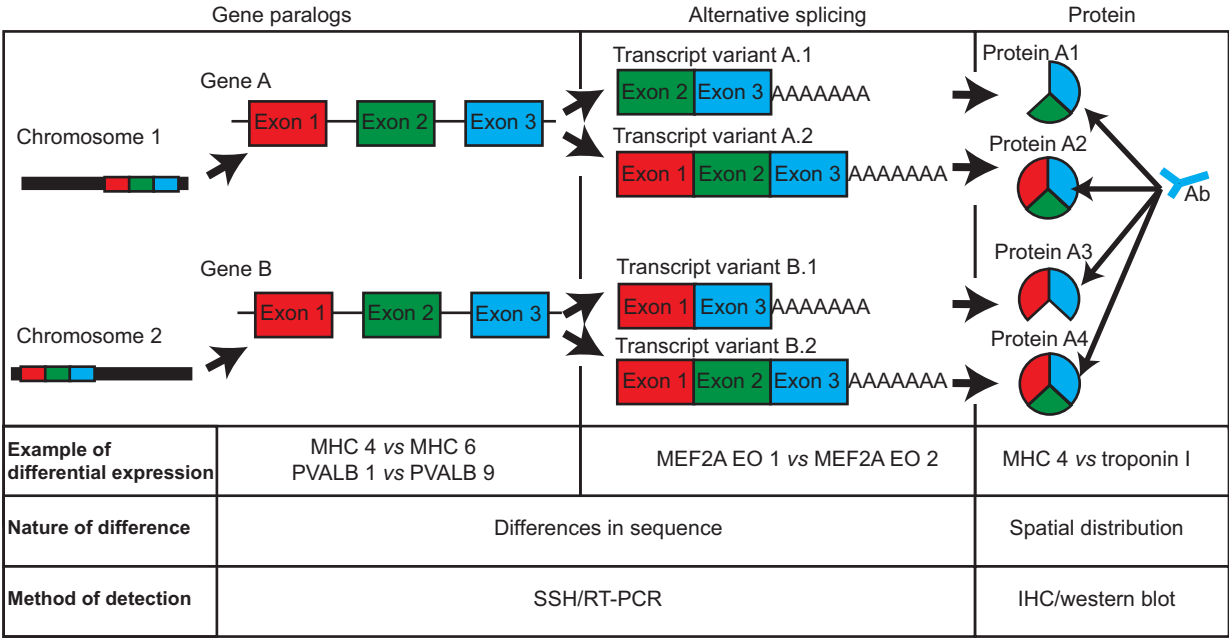 Gene paralogs
Alternative splicing
Protein
Gene A
Chromosome 1
Exon 1
Exon 2
Exon 3
Transcript variant A.1
Exon 2
Exon 3
AAAAAAA
Transcript variant A.2
Exon 1
Exon 2
Exon 3
AAAAAAA
Protein A1
Protein A2
Ab
Gene B
Chromosome 2
Exon 1
Exon 2
Exon 3
Transcript variant B.1
Exon 1
Exon 3
AAAAAAA
Transcript variant B.2
Exon 1
Exon 2
Exon 3
AAAAAAA
Protein A3
Protein A4
Example of
differential expression
MHC 4 vs MHC 6
PVALB 1 vs PVALB 9
MEF2A EO 1 vs MEF2A EO 2
MHC 4 vs troponin I
Nature of difference
Differences in sequence
Spatial distribution
Method of detection
SSH/RT-PCR
IHC/western blot